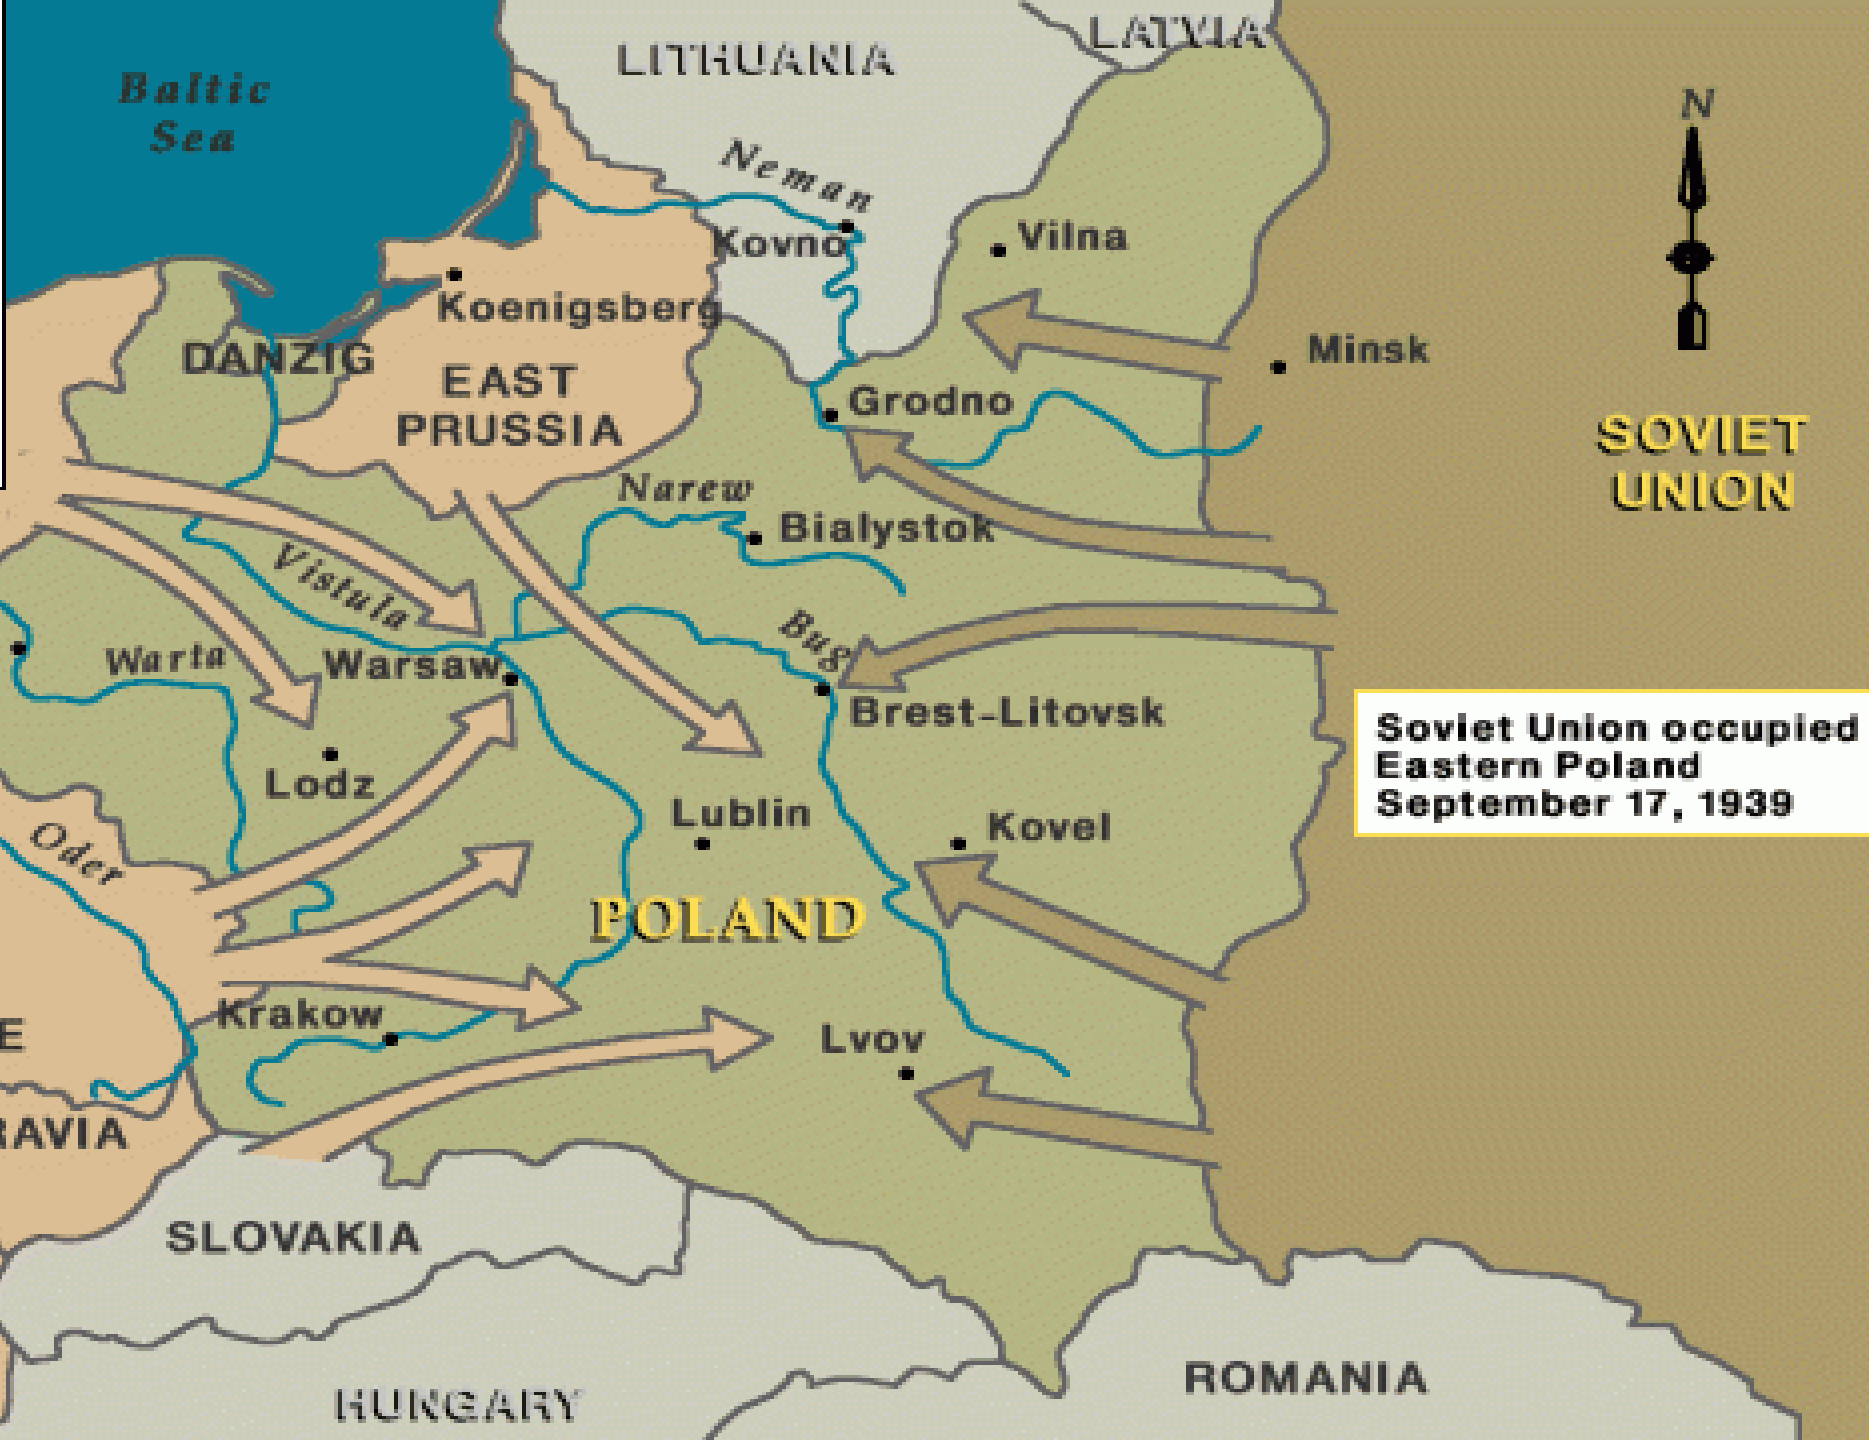 LATVIA
LITHUANIA
Baltic
Sea
N
Neman
Kovno
Vilna
Koenigsberg
DANZIG
Minsk
EAST
PRUSSIA
Grodno
SOVIET
UNION
Narew
Bialystok
Vistula
Bug
Warta
Warsaw
Brest-Litovsk
Soviet Union occupied
Eastern Poland
September 17, 1939
Lodz
Lublin
Kovel
Oder
POLAND
Krakow
E
Lvov
RAVIA
SLOVAKIA
HUNGARY
ROMANIA